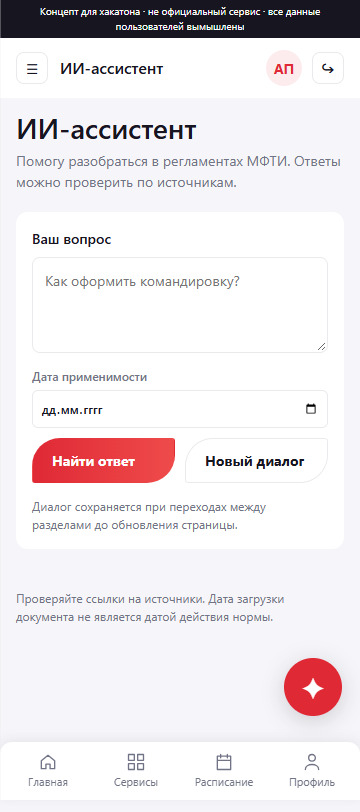 Концепт для хакатона · не официальный сервис · все данные
пользователей вымышлены
ИИ-ассистент
АП
ИИ-ассистент
Помогу разобраться в регламентах МФТИ. Ответы
можно проверить по источникам.
Ваш вопрос
Как оформить командировку?
Дата применимости
дд.мм.гггг
Найти ответ
Новый диалог
Диалог сохраняется при переходах между
разделами до обновления страницы.
Проверяйте ссылки на источники. Дата загрузки
документа не является датой действия нормы.
Главная
Сервисы
Расписание
Профиль